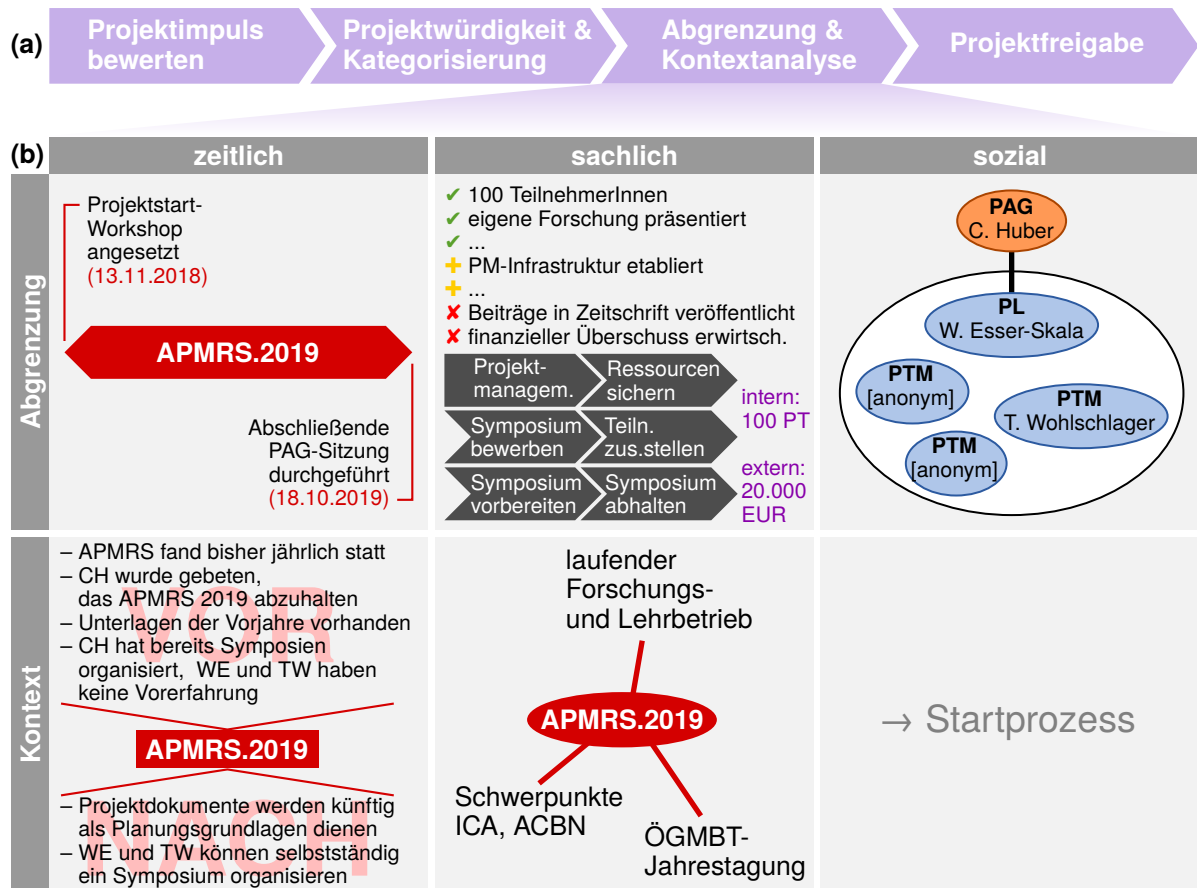 (a)
Projektimpuls
bewerten
Projektwürdigkeit &
Kategorisierung
Abgrenzung &
Kontextanalyse
Projektfreigabe
(b)
zeitlich
sachlich
sozial
Abgrenzung
Projektstart-
Workshop
angesetzt
(13.11.2018)
APMRS.2019
Abschließende
PAG-Sitzung
durchgeführt
(18.10.2019)
✔ 100 TeilnehmerInnen
✔ eigene Forschung präsentiert
✔ ...
✚ PM-Infrastruktur etabliert
✚ ...
✘ Beiträge in Zeitschrift veröffentlicht
✘ finanzieller Überschuss erwirtsch.
Projekt-
managem.
Ressourcen
sichern
Symposium
bewerben
Teiln.
zus.stellen
Symposium
vorbereiten
Symposium
abhalten
intern:
100 PT
extern:
20.000
EUR
PAG
C. Huber
PL
W. Esser-Skala
PTM
[anonym]
PTM
T. Wohlschlager
PTM
[anonym]
Kontext
VOR
– APMRS fand bisher jährlich statt
– CH wurde gebeten,
das APMRS 2019 abzuhalten
– Unterlagen der Vorjahre vorhanden
– CH hat bereits Symposien
organisiert, WE und TW haben
keine Vorerfahrung
APMRS.2019
NACH
– Projektdokumente werden künftig
als Planungsgrundlagen dienen
– WE und TW können selbstständig
ein Symposium organisieren
laufender
Forschungs-
und Lehrbetrieb
APMRS.2019
Schwerpunkte
ICA, ACBN
ÖGMBT-
Jahrestagung
→ Startprozess